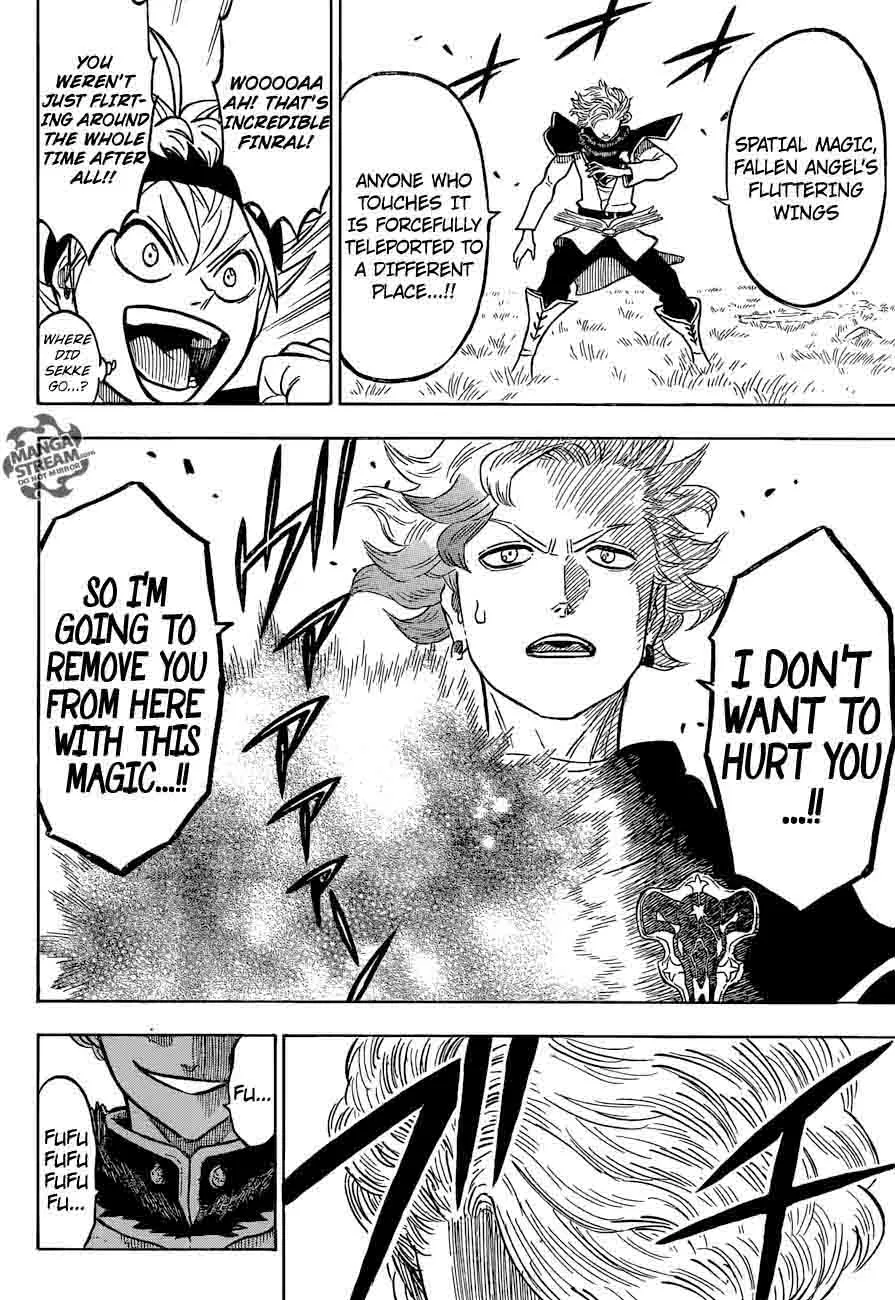 SPATIAL MAGIC,
FALLEN ANGEL'S
FLUTTERING
WINGS
ANYONE WHO
TOUCHES IT
IS FORCEFULLY
TELEPORTED TO
A DIFFERENT
PLACE...!!
WOOOOAA
AH! THAT'S
INCREDIBLE
FINRAL!
YOU
WEREN'T
JUST FLIRT-
ING AROUND
THE WHOLE
TIME AFTER
ALL!!
WHERE
DID
SEKKE
GO...?
MANGA
STREAM.com
DO NOT MIRROR
I DON'T
WANT TO
HURT YOU
...!!
SO I'M
GOING TO
REMOVE YOU
FROM HERE
WITH THIS
MAGIC...!!
FU...
FUFU
FUFU
FUFU
FU...